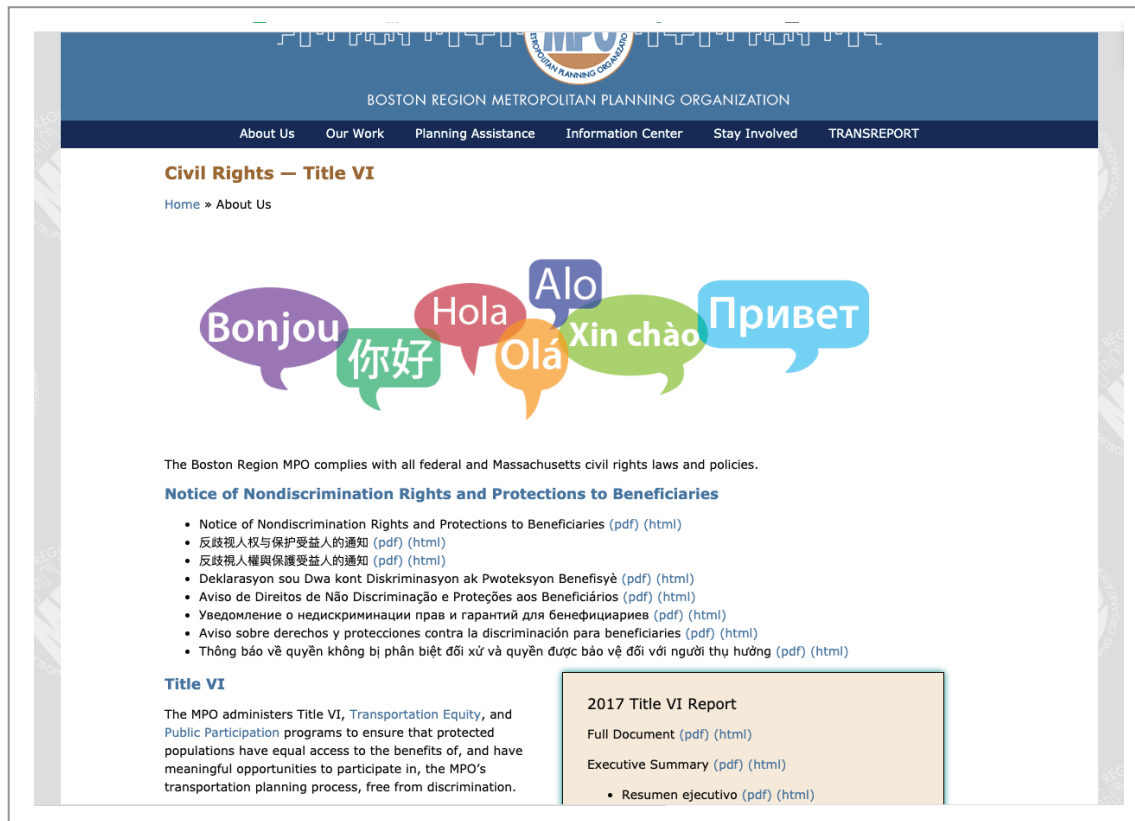 MPO
METROPOLITAN PLANNING ORGANIZATION
BOSTON REGION METROPOLITAN PLANNING ORGANIZATION
About Us Our Work Planning Assistance Information Center Stay Involved TRANSREPORT
Civil Rights — Title VI
Home » About Us
Bonjou
你好
Hola
Alo
Olá
Xin chào
Привет
The Boston Region MPO complies with all federal and Massachusetts civil rights laws and policies.
Notice of Nondiscrimination Rights and Protections to Beneficiaries
• Notice of Nondiscrimination Rights and Protections to Beneficiaries (pdf) (html)
• 反歧视人权与保护受益人的通知 (pdf) (html)
• 反歧視人權與保護受益人的通知 (pdf) (html)
• Deklarasyon sou Dwa kont Diskriminasyon ak Pwoteksyon Benefisyè (pdf) (html)
• Aviso de Direitos de Não Discriminação e Proteções aos Beneficiários (pdf) (html)
• Уведомление о недискриминации прав и гарантий для бенефициариев (pdf) (html)
• Aviso sobre derechos y protecciones contra la discriminación para beneficiaries (pdf) (html)
• Thông báo về quyền không bị phân biệt đối xử và quyền được bảo vệ đối với người thụ hưởng (pdf) (html)
Title VI
The MPO administers Title VI, Transportation Equity, and
Public Participation programs to ensure that protected
populations have equal access to the benefits of, and have
meaningful opportunities to participate in, the MPO's
transportation planning process, free from discrimination.
2017 Title VI Report
Full Document (pdf) (html)
Executive Summary (pdf) (html)
• Resumen ejecutivo (pdf) (html)